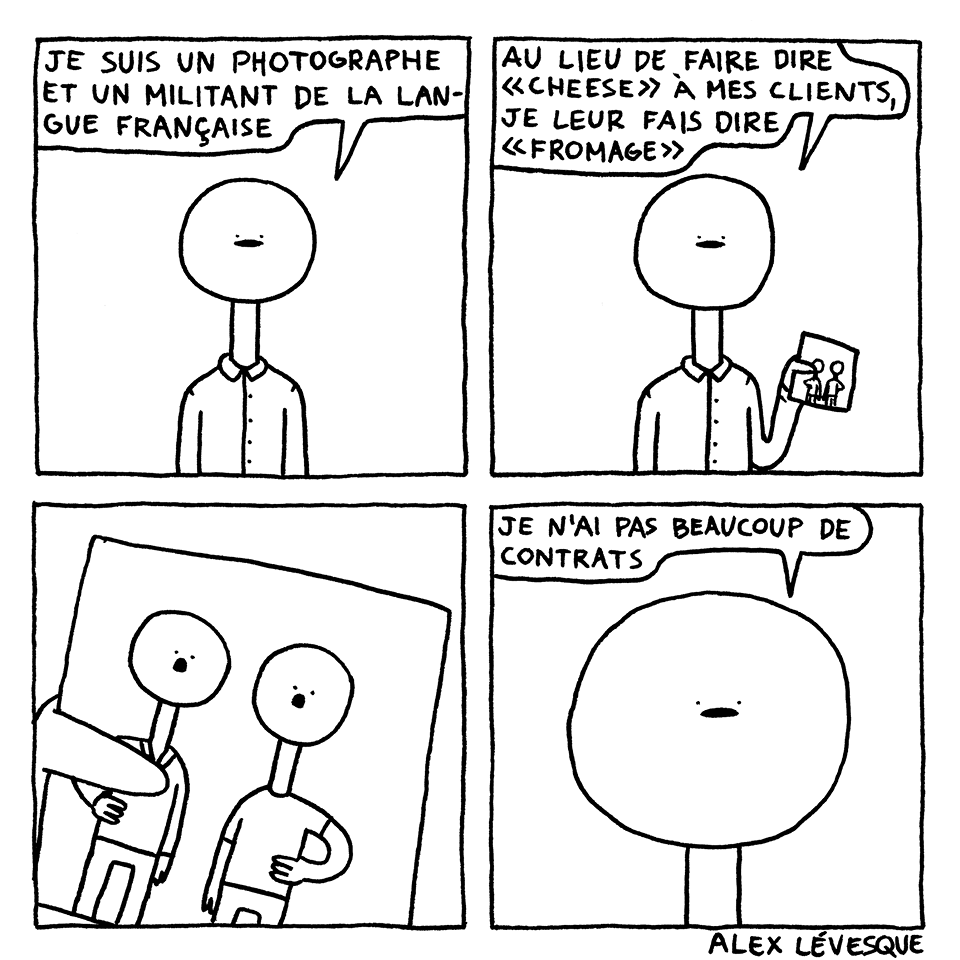 JE SUIS UN PHOTOGRAPHE
ET UN MILITANT DE LA LAN-
GUE FRANÇAISE
AU LIEU DE FAIRE DIRE
«CHEESE» À MES CLIENTS,
JE LEUR FAIS DIRE
«FROMAGE»
JE N'AI PAS BEAUCOUP DE
CONTRATS
ALEX LÉVESQUE